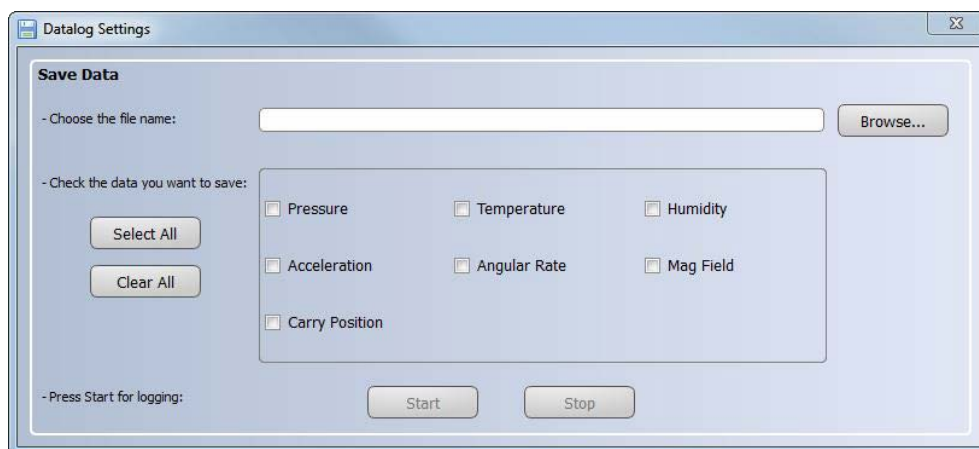 Datalog Settings
Save Data
- Choose the file name:
Browse...
- Check the data you want to save:
Pressure Temperature Humidity
Select All
Acceleration Angular Rate Mag Field
Clear All
Carry Position
- Press Start for logging:
Start Stop